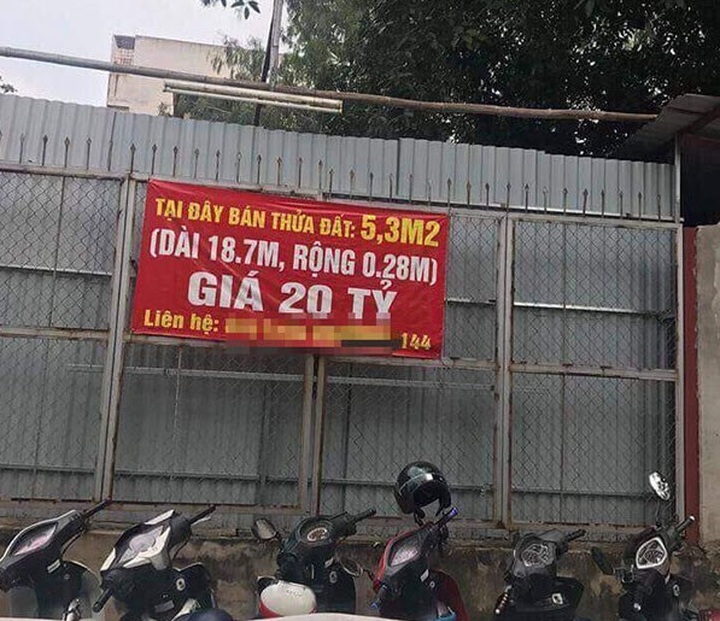 TẠI ĐÂY BÁN THỬA ĐẤT: 5,3M2
(DÀI 18.7M, RỘNG 0.28M)
GIÁ 20 TỶ
Liên hệ: 144